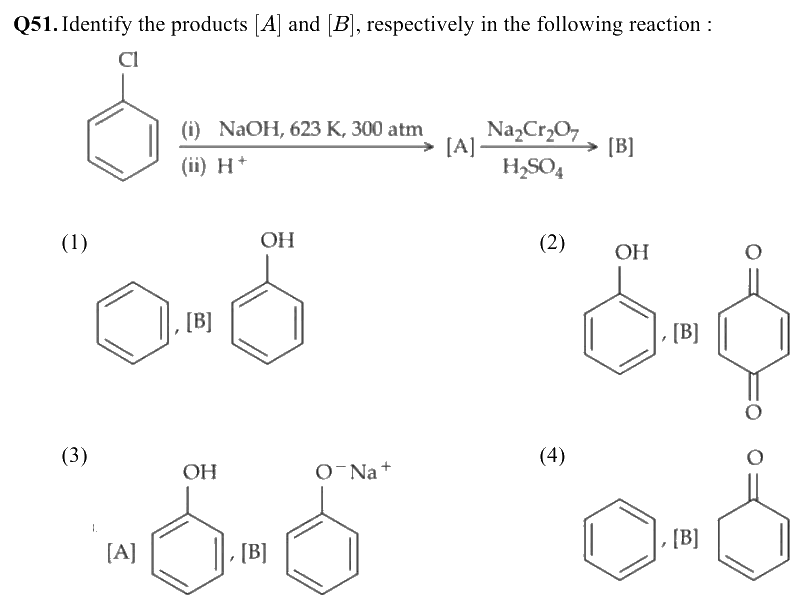 Q51. Identify the products [A] and [B], respectively in the following reaction :
Cl
(i) NaOH, 623 K, 300 atm
(ii) H⁺
[A]
Na₂Cr₂O₇
H₂SO₄
[B]
(1)
, [B]
OH
(2)
OH
, [B]
O
O
(3)
OH
[A]
, [B]
O⁻Na⁺
(4)
, [B]
O